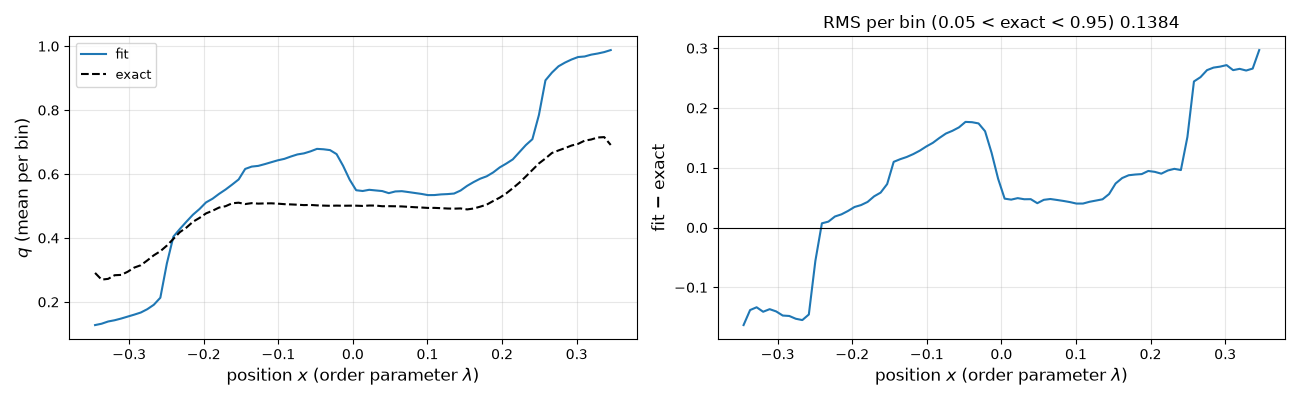 RMS per bin (0.05 < exact < 0.95) 0.1384
fit
exact
q (mean per bin)
1.0
0.8
0.6
0.4
0.2
−0.3 −0.2 −0.1 0.0 0.1 0.2 0.3
position x (order parameter λ)
fit − exact
0.3
0.2
0.1
0.0
−0.1
−0.3 −0.2 −0.1 0.0 0.1 0.2 0.3
position x (order parameter λ)